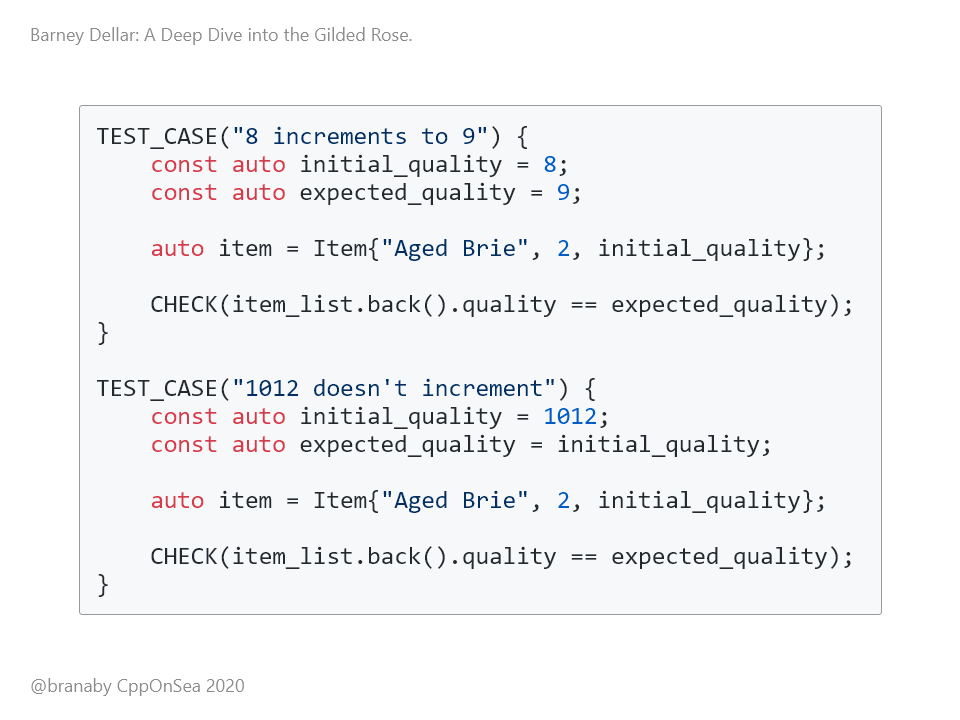 Barney Dellar: A Deep Dive into the Gilded Rose.
TEST_CASE("8 increments to 9") {
    const auto initial_quality = 8;
    const auto expected_quality = 9;
    auto item = Item{"Aged Brie", 2, initial_quality};
    CHECK(item_list.back().quality == expected_quality);
}
TEST_CASE("1012 doesn't increment") {
    const auto initial_quality = 1012;
    const auto expected_quality = initial_quality;
    auto item = Item{"Aged Brie", 2, initial_quality};
    CHECK(item_list.back().quality == expected_quality);
}
@branaby CppOnSea 2020